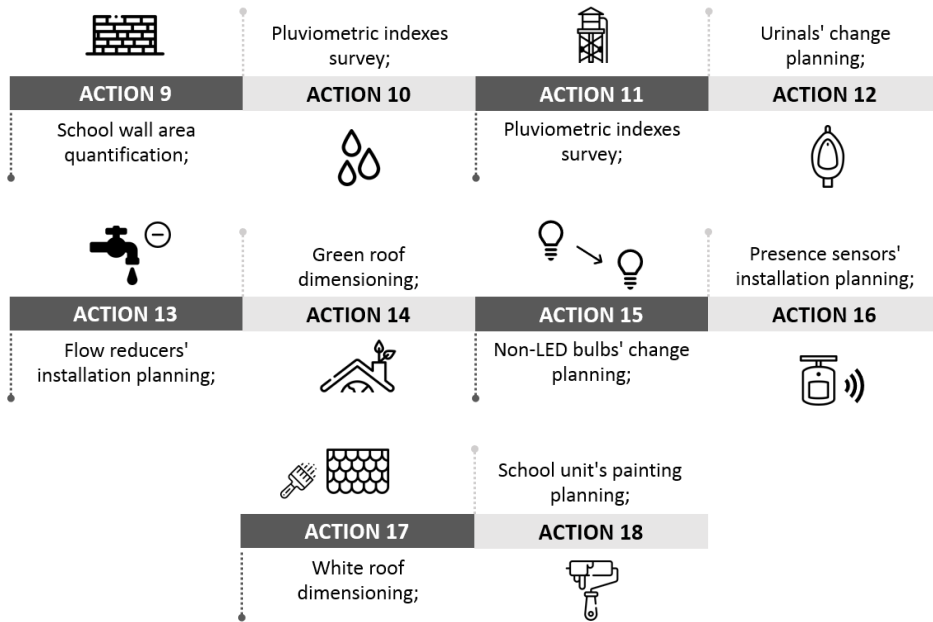 ACTION 9
School wall area
quantification;
Pluviometric indexes
survey;
ACTION 10
ACTION 11
Pluviometric indexes
survey;
Urinals' change
planning;
ACTION 12
ACTION 13
Flow reducers'
installation planning;
Green roof
dimensioning;
ACTION 14
ACTION 15
Non-LED bulbs' change
planning;
Presence sensors'
installation planning;
ACTION 16
ACTION 17
White roof
dimensioning;
School unit's painting
planning;
ACTION 18